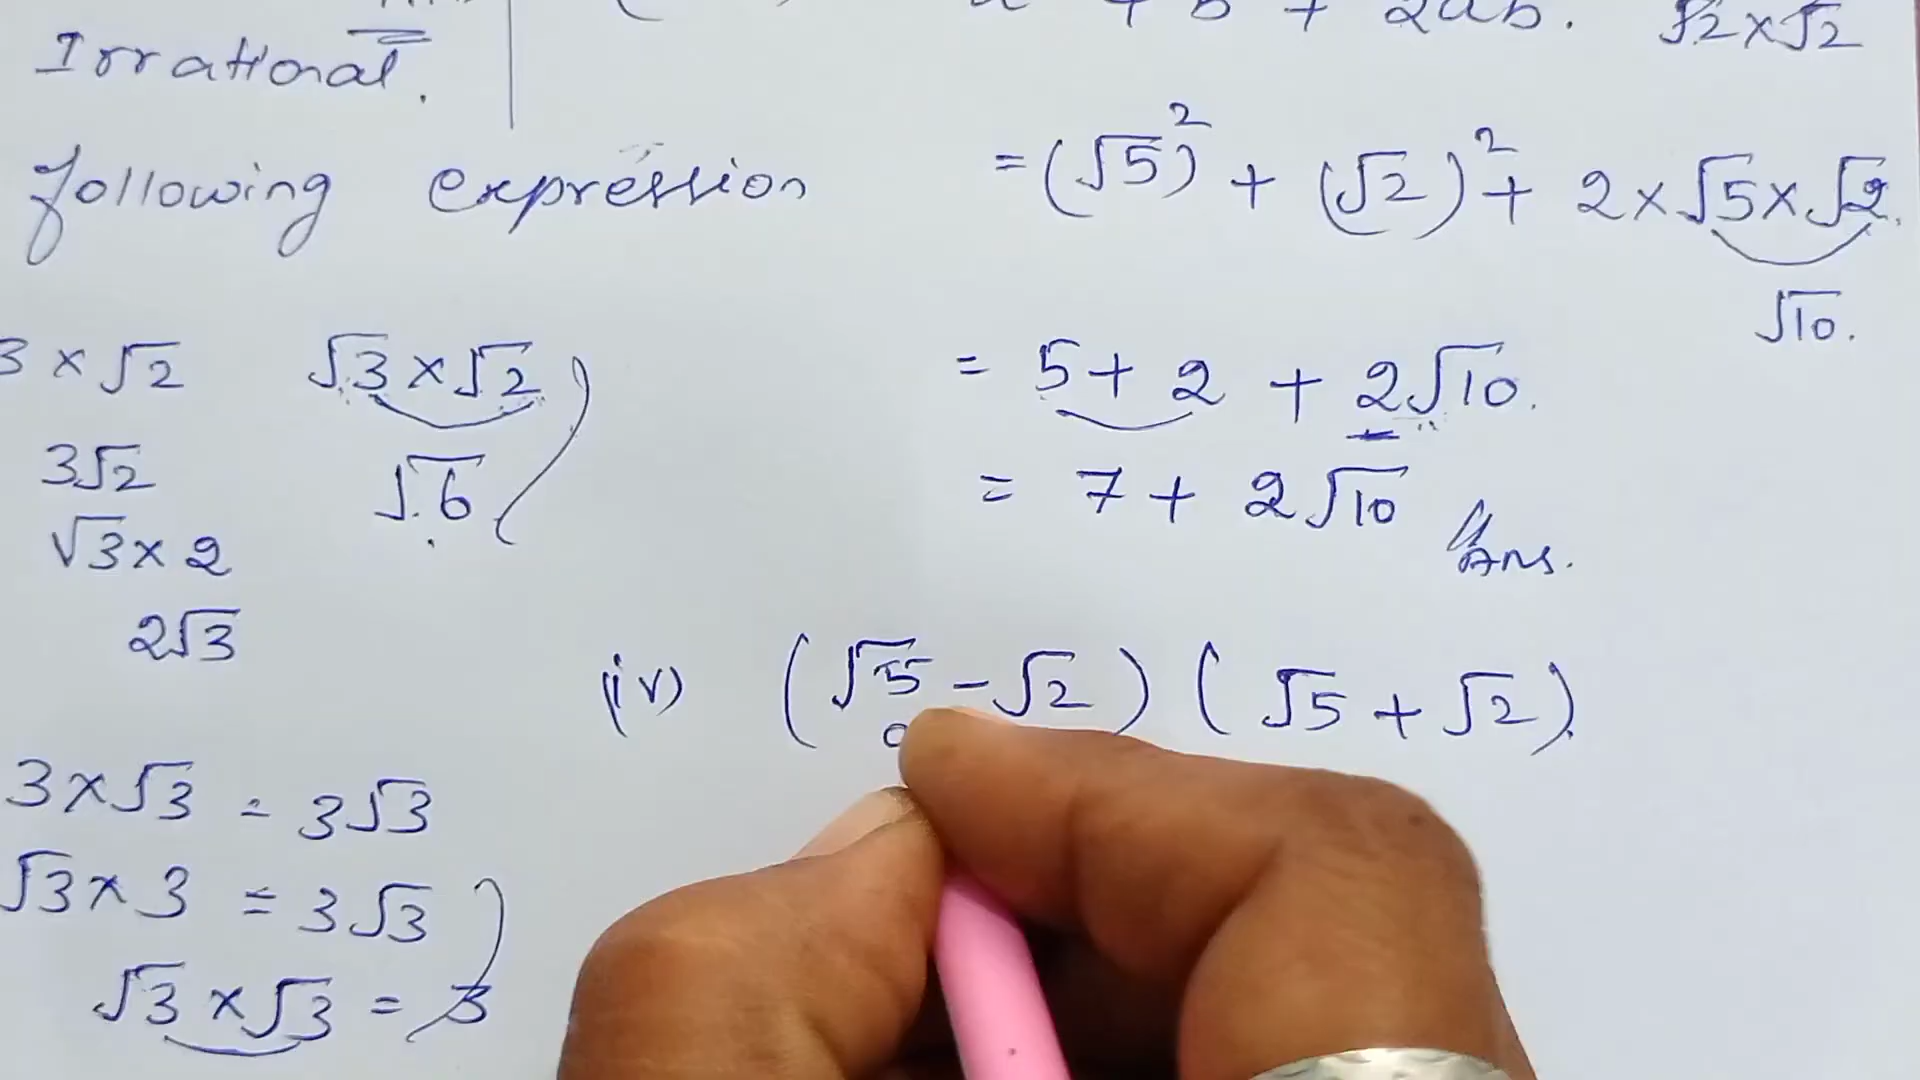 Irrational.
following expression
3 × √2
3√2
√3 × 2
2√3
√3 × √2
√6
3 × √3 = 3√3
√3 × 3 = 3√3
√3 × √3 = 3
+ b + 2ab. √2 × √2
= (√5)² + (√2)² + 2 × √5 × √2.
√10.
= 5 + 2 + 2√10.
= 7 + 2√10 Ans.
(iv) (√5 - √2) (√5 + √2).